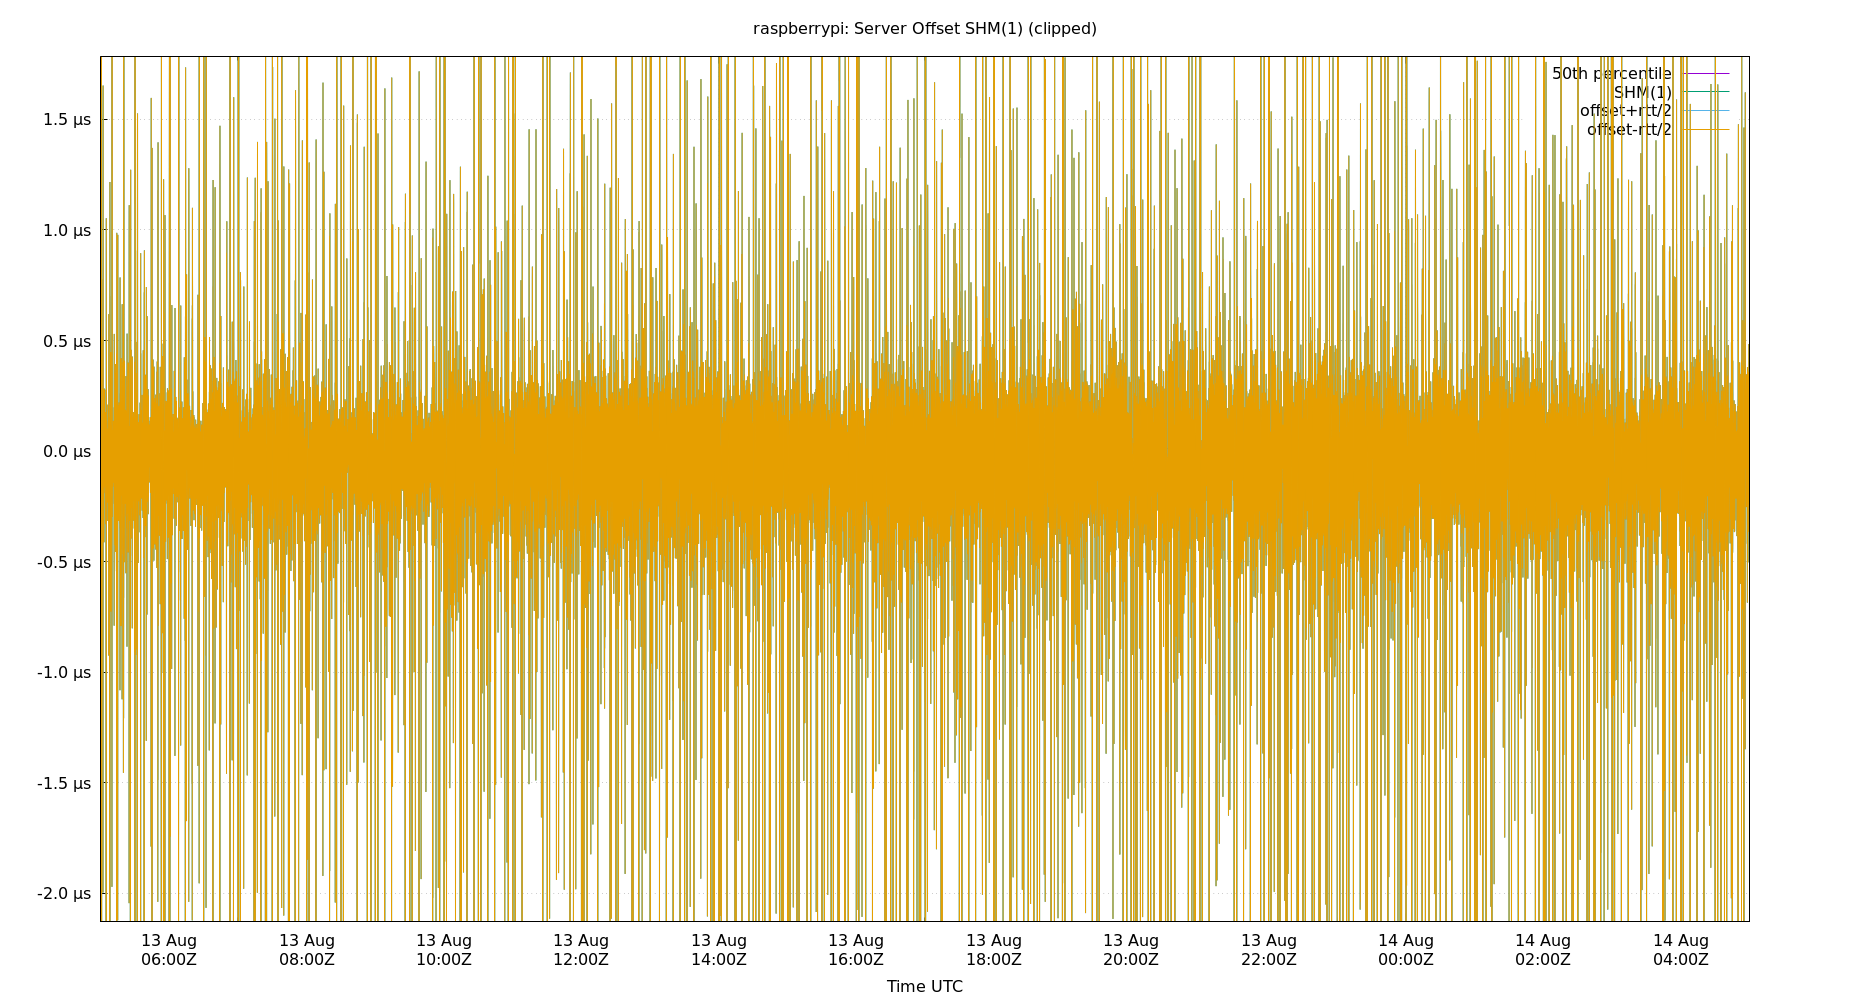 raspberrypi: Server Offset SHM(1) (clipped)
50th percentile
SHM(1)
offset+rtt/2
offset-rtt/2
1.5 µs
1.0 µs
0.5 µs
0.0 µs
-0.5 µs
-1.0 µs
-1.5 µs
-2.0 µs
13 Aug 13 Aug 13 Aug 13 Aug 13 Aug 13 Aug 13 Aug 13 Aug 13 Aug 14 Aug 14 Aug 14 Aug
06:00Z 08:00Z 10:00Z 12:00Z 14:00Z 16:00Z 18:00Z 20:00Z 22:00Z 00:00Z 02:00Z 04:00Z
Time UTC